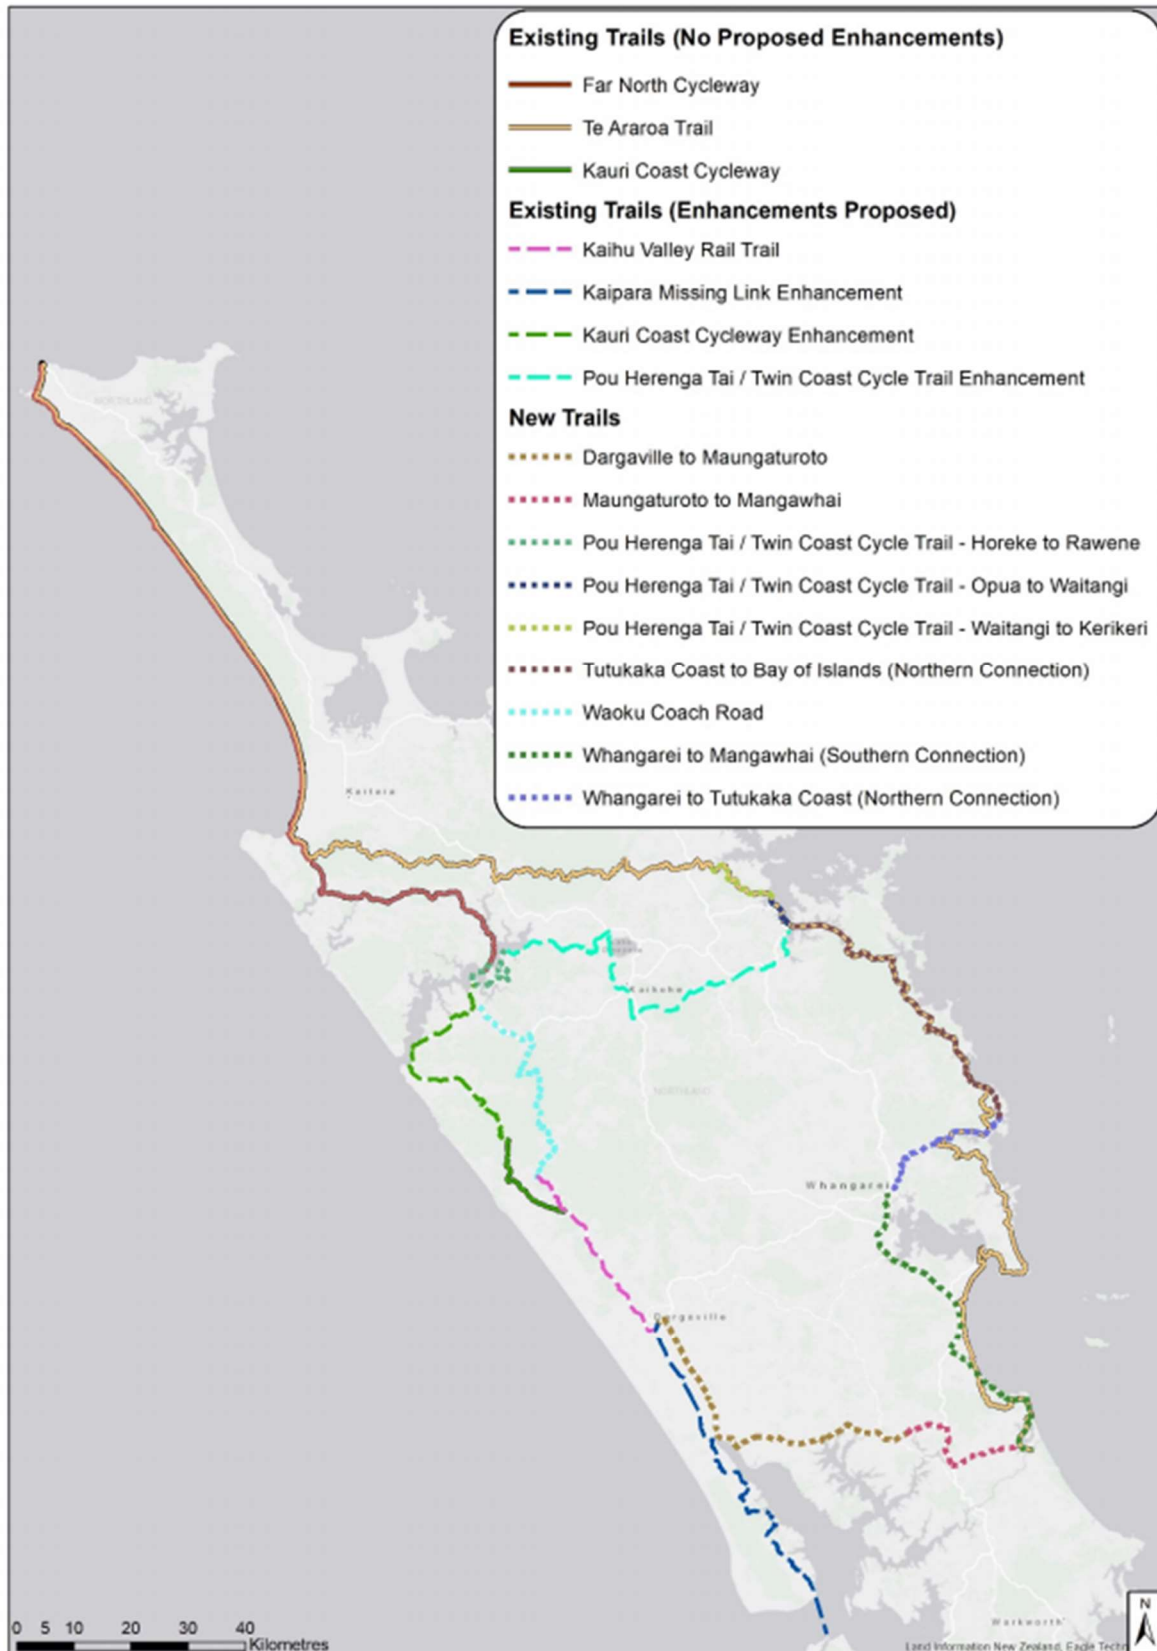 Existing Trails (No Proposed Enhancements)
Far North Cycleway
Te Araroa Trail
Kauri Coast Cycleway
Existing Trails (Enhancements Proposed)
Kaihu Valley Rail Trail
Kaipara Missing Link Enhancement
Kauri Coast Cycleway Enhancement
Pou Herenga Tai / Twin Coast Cycle Trail Enhancement
New Trails
Dargaville to Maungaturoto
Maungaturoto to Mangawhai
Pou Herenga Tai / Twin Coast Cycle Trail - Horeke to Rawene
Pou Herenga Tai / Twin Coast Cycle Trail - Opua to Waitangi
Pou Herenga Tai / Twin Coast Cycle Trail - Waitangi to Kerikeri
Tutukaka Coast to Bay of Islands (Northern Connection)
Waoku Coach Road
Whangarei to Mangawhai (Southern Connection)
Whangarei to Tutukaka Coast (Northern Connection)
NORTHLAND
Kaitaia
Kaikohe
NORTHLAND
Whangarei
Dargaville
Warkworth
0 5 10 20 30 40
Kilometres
N
Land Information New Zealand, Eagle Techn